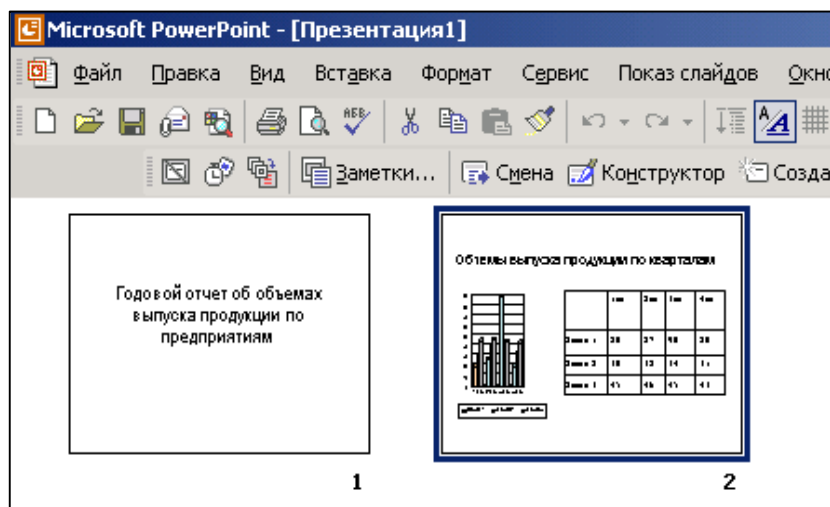 Microsoft PowerPoint - [Презентация1]
Файл Правка Вид Вставка Формат Сервис Показ слайдов Окно
Заметки... Смена Конструктор Созда
Годовой отчет об объемах
выпуска продукции по
предприятиям
Объемы выпуска продукции по кварталам
1 2